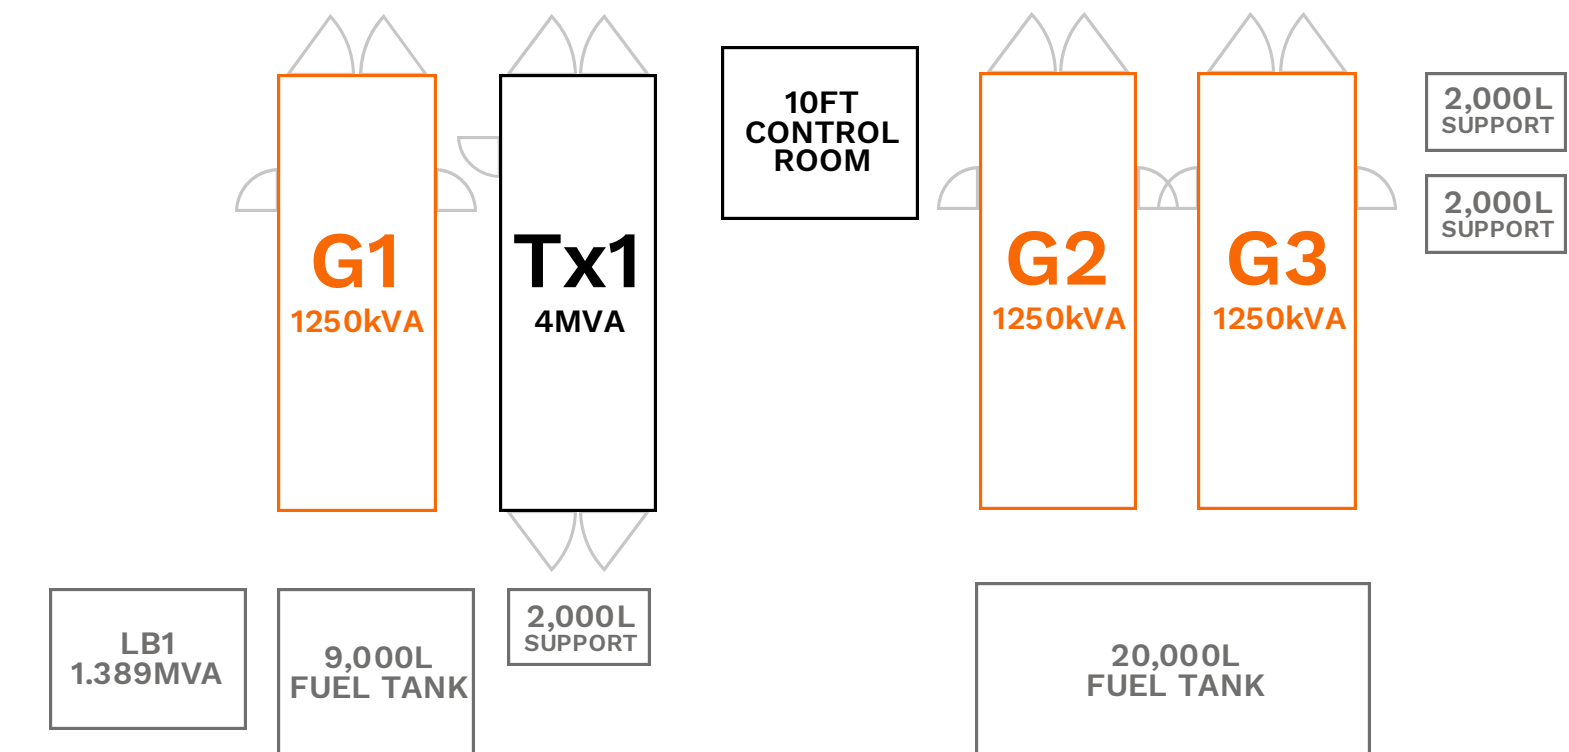 G1
1250kVA
Tx1
4MVA
10FT
CONTROL
ROOM
G2
1250kVA
G3
1250kVA
2,000L
SUPPORT
2,000L
SUPPORT
LB1
1.389MVA
9,000L
FUEL TANK
2,000L
SUPPORT
20,000L
FUEL TANK